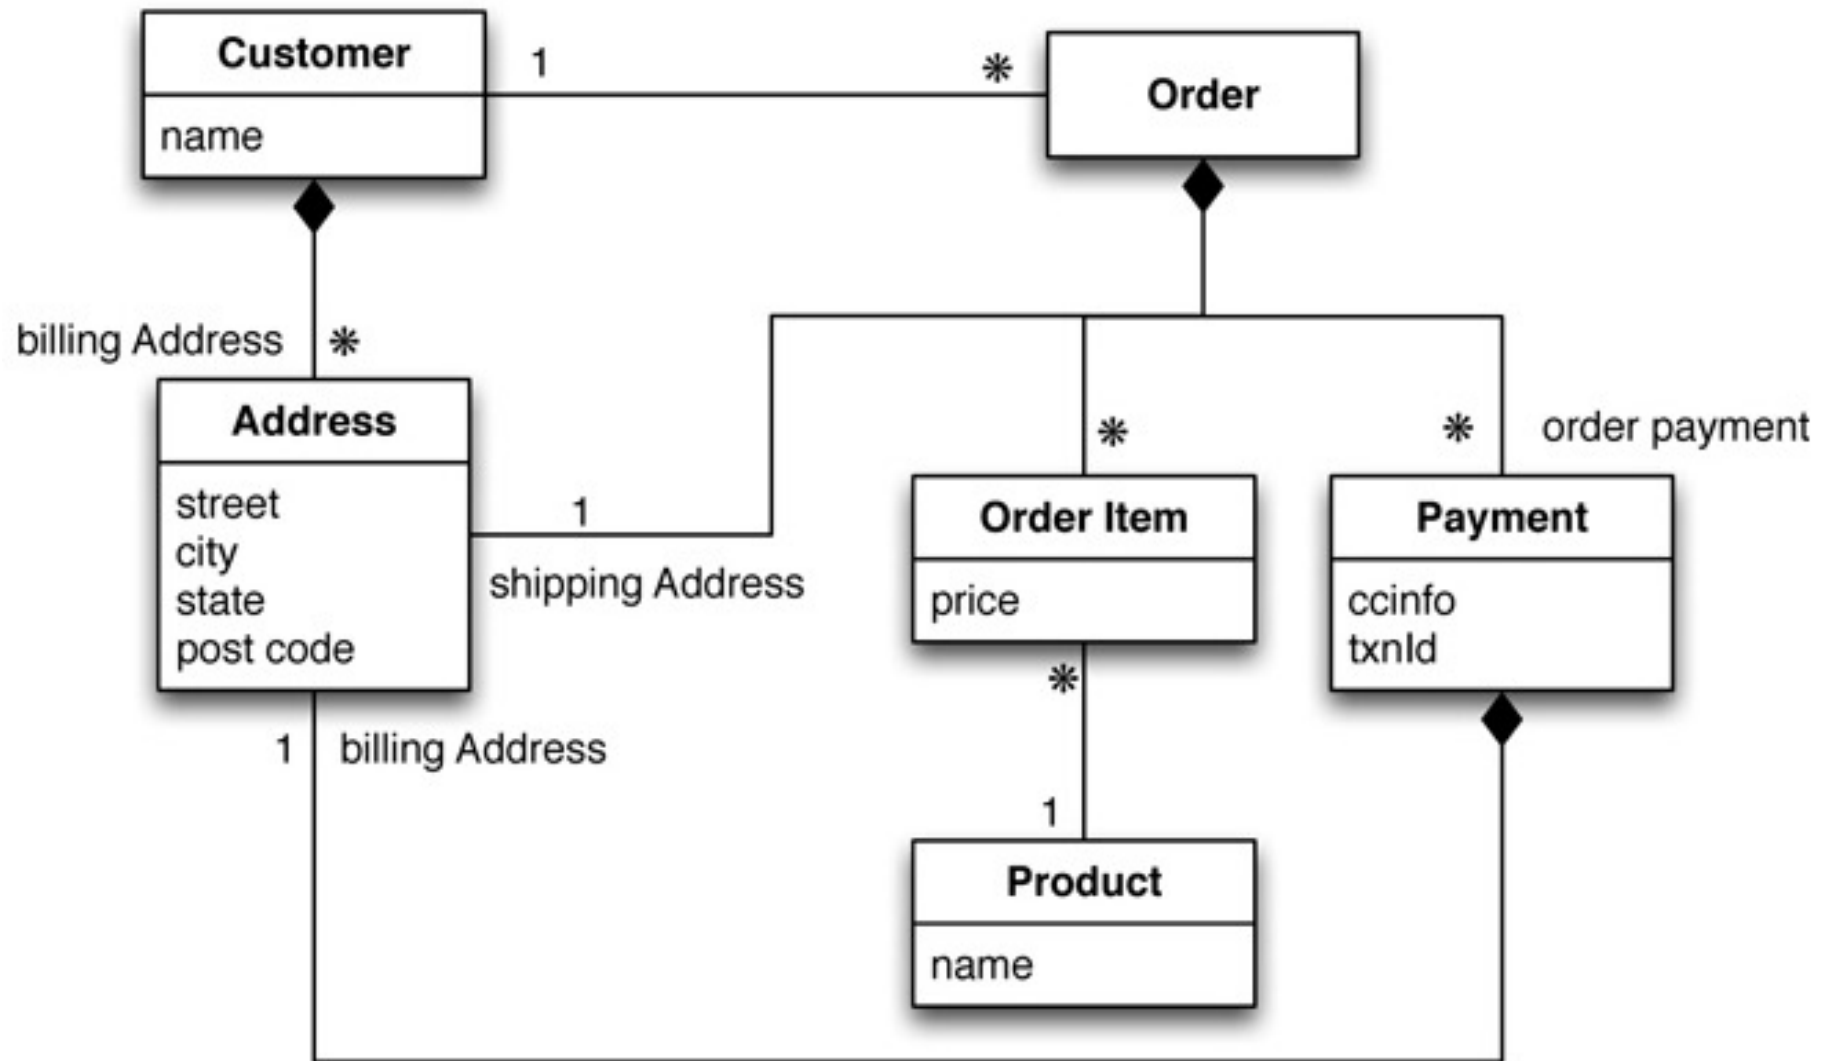 Customer
name
1
*
Order
billing Address
*
Address
street
city
state
post code
1
shipping Address
*
Order Item
price
*
order payment
Payment
ccinfo
txnId
*
1
Product
name
1
billing Address